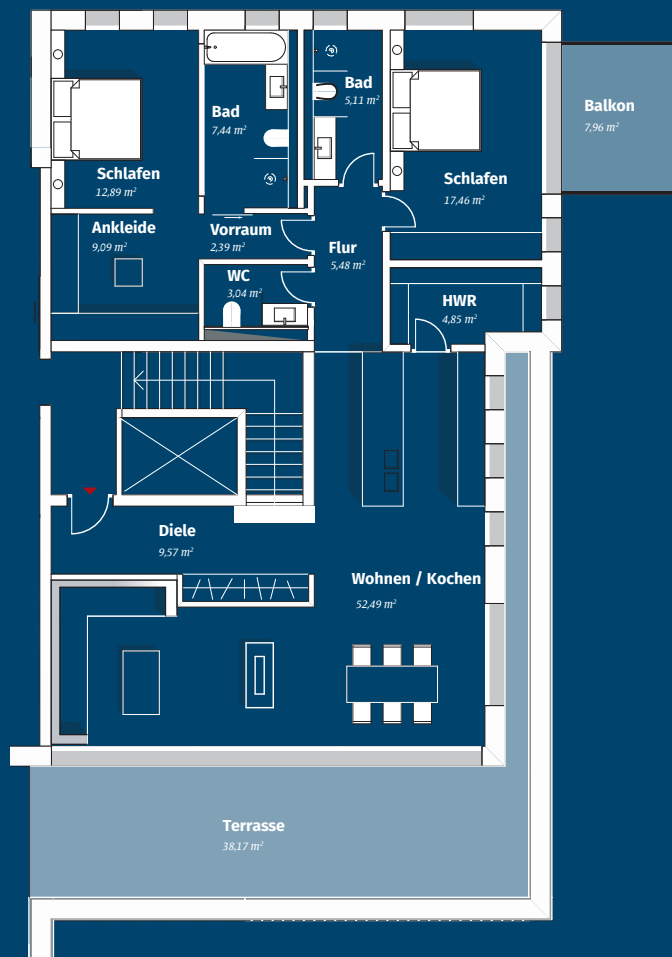 Bad
5,11 m²
Bad
7,44 m²
Balkon
7,96 m²
Schlafen
12,89 m²
Schlafen
17,46 m²
Ankleide
9,09 m²
Vorraum
2,39 m²
Flur
5,48 m²
WC
3,04 m²
HWR
4,85 m²
Diele
9,57 m²
Wohnen / Kochen
52,49 m²
Terrasse
38,17 m²